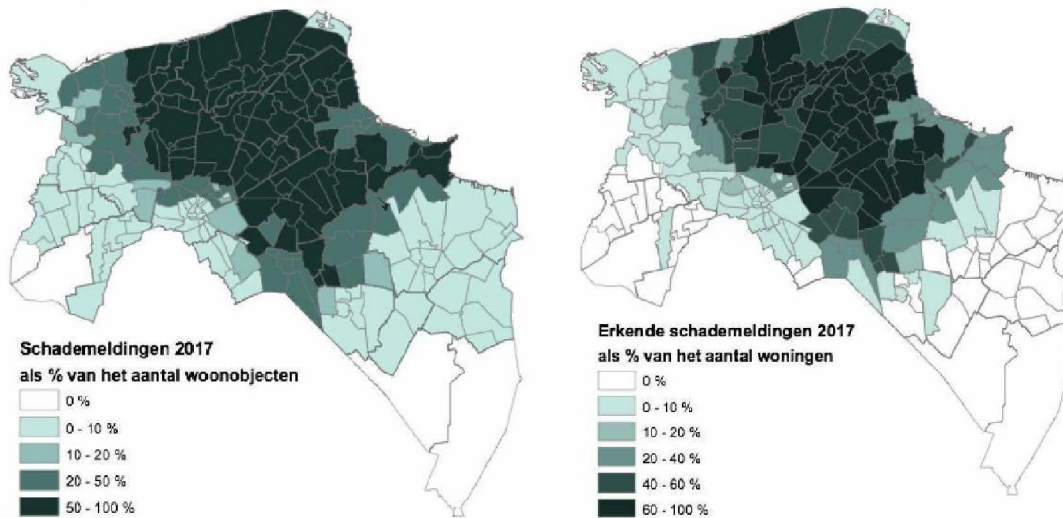 Schademeldingen 2017
als % van het aantal woonobjecten
0 %
0 - 10 %
10 - 20 %
20 - 50 %
50 - 100 %
Erkende schademeldingen 2017
als % van het aantal woningen
0 %
0 - 10 %
10 - 20 %
20 - 40 %
40 - 60 %
60 - 100 %